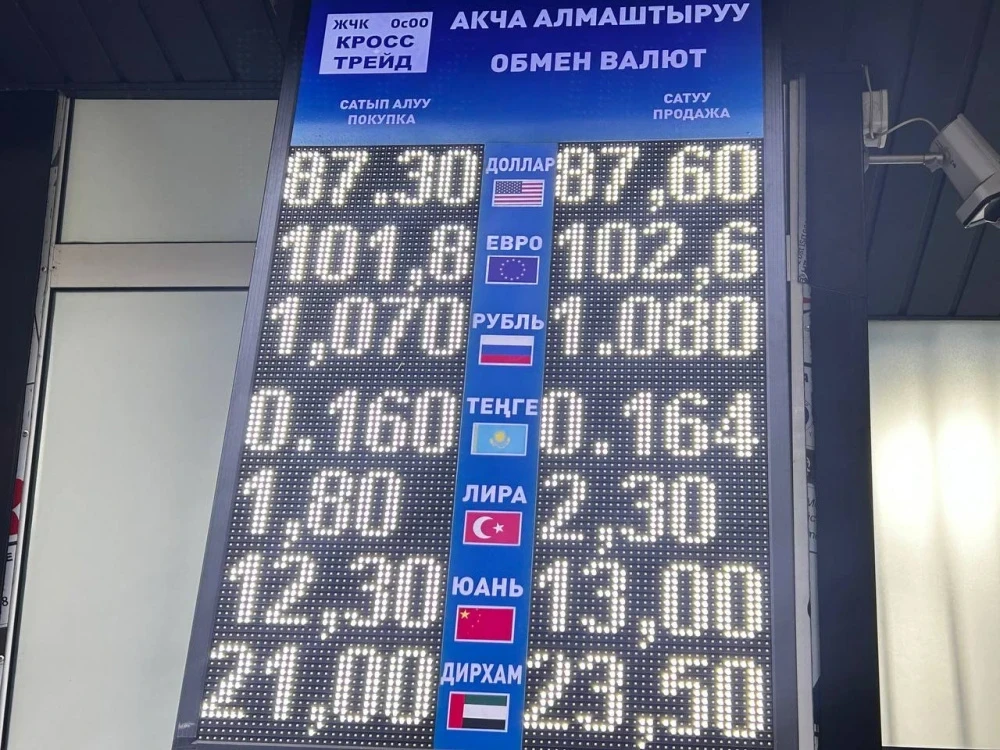 ЖЧК ОсОО
КРОСС
ТРЕЙД
АКЧА АЛМАШТЫРУУ
ОБМЕН ВАЛЮТ
САТЫП АЛУУ
ПОКУПКА
САТУУ
ПРОДАЖА
87.30 ДОЛЛАР 87,60
101,8 ЕВРО 102,6
1,070 РУБЛЬ 1.080
0.160 ТЕҢГЕ 0.164
1,80 ЛИРА 2,30
12,30 ЮАНЬ 13,00
21,00 ДИРХАМ 23,50